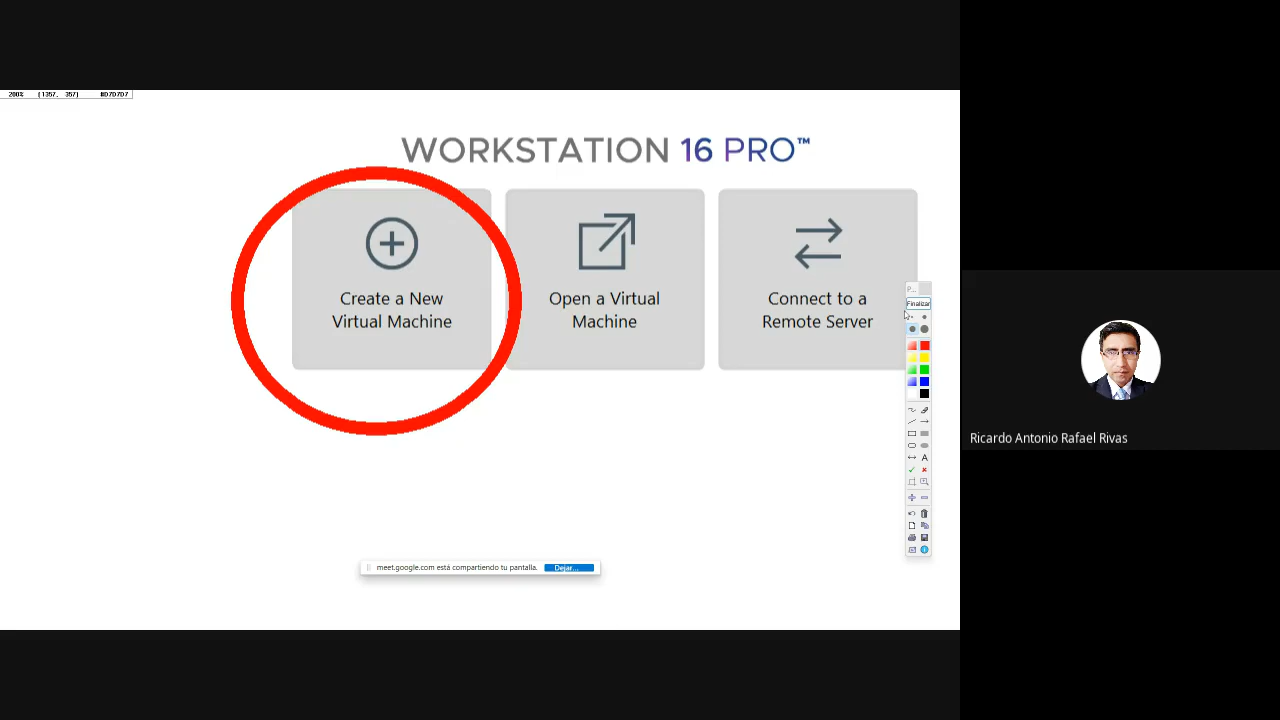 200% (1357, 357) #D7D7D7
WORKSTATION 16 PRO™
Create a New
Virtual Machine
Open a Virtual
Machine
Connect to a
Remote Server
P...
Finalizar
A
meet.google.com está compartiendo tu pantalla.
Dejar...
Ricardo Antonio Rafael Rivas